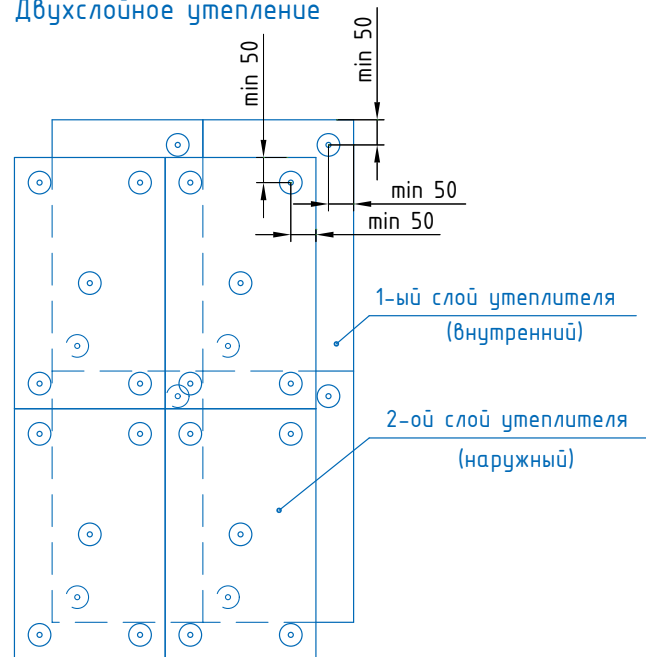 Двухслойное утепление
min 50
min 50
min 50
min 50
1-ый слой утеплителя
(внутренний)
2-ой слой утеплителя
(наружный)